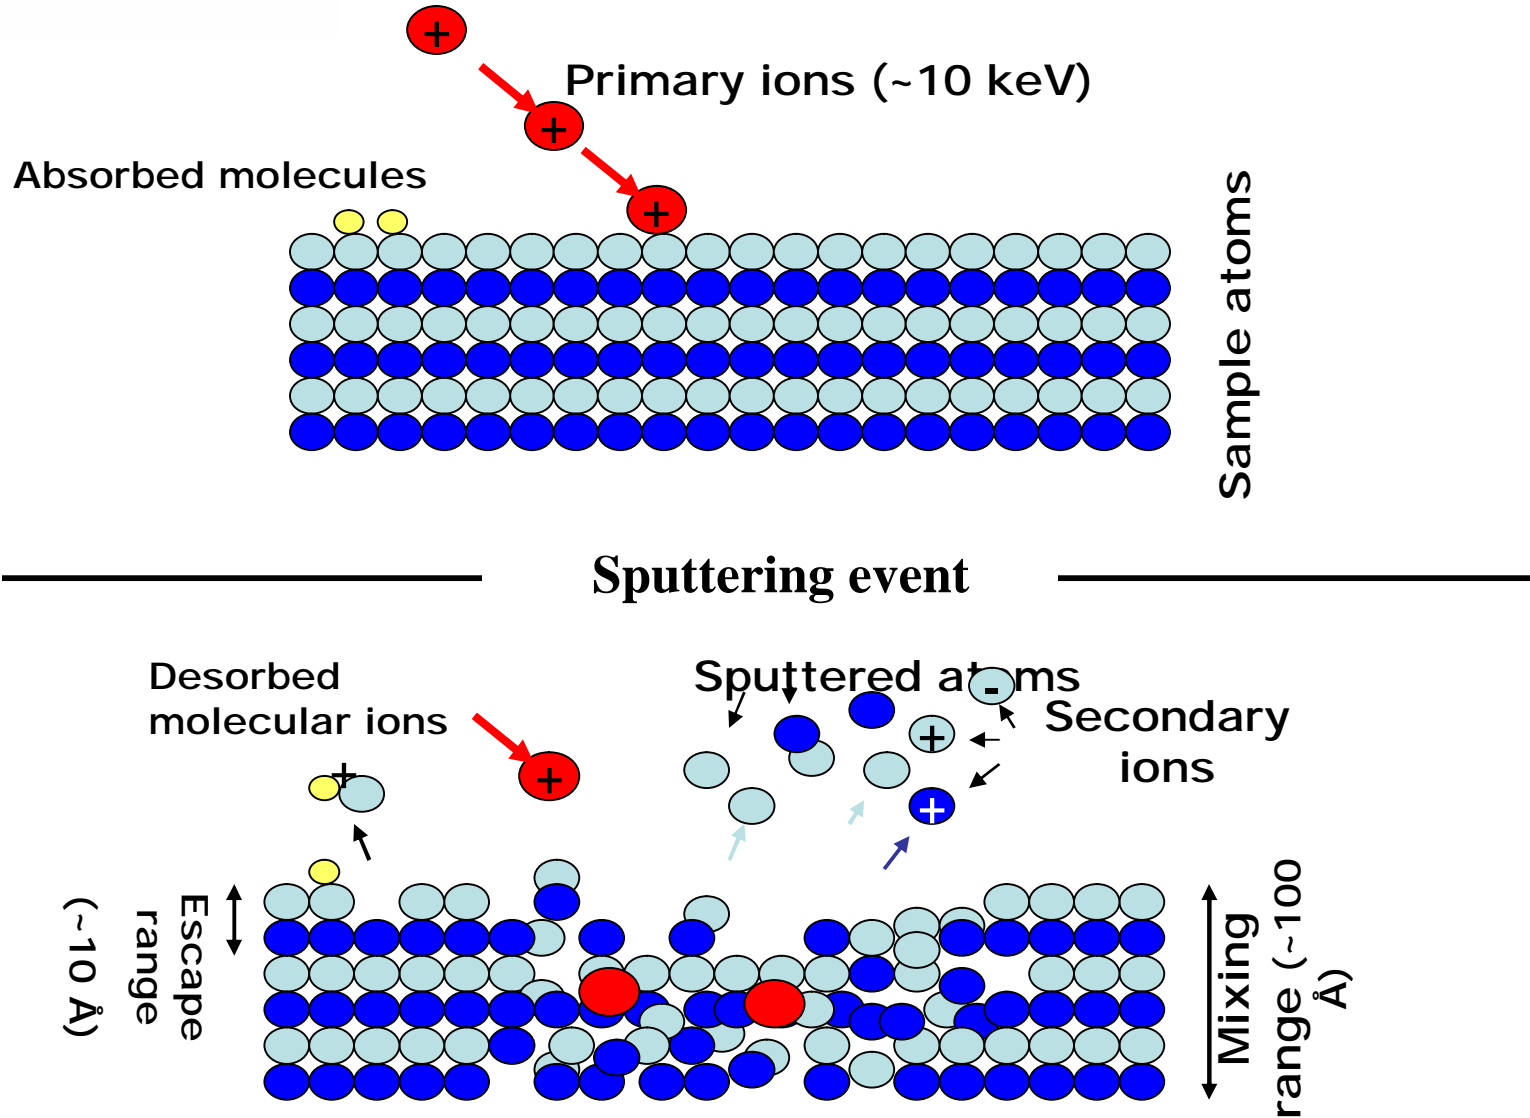 +
Primary ions (~10 keV)
+
Absorbed molecules
+
Sample atoms
Sputtering event
Desorbed
molecular ions
Sputtered atoms
-
Secondary
ions
+
+
+
+
Escape
range
(~10 Å)
Mixing
range (~100
Å)